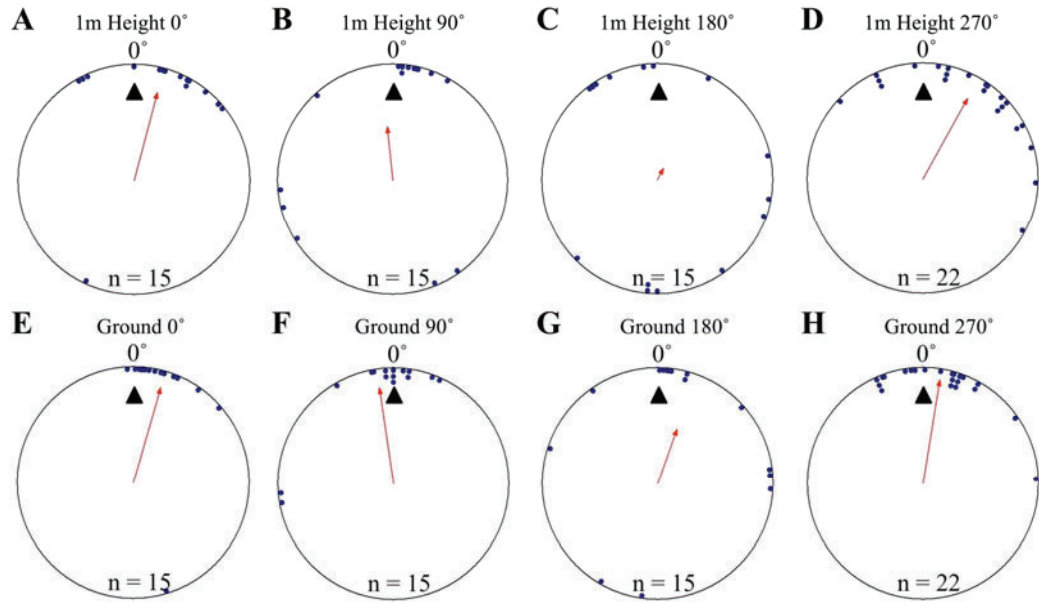 A 1m Height 0° B 1m Height 90° C 1m Height 180° D 1m Height 270°
0° 0° 0° 0°
n = 15 n = 15 n = 15 n = 22
E Ground 0° F Ground 90° G Ground 180° H Ground 270°
0° 0° 0° 0°
n = 15 n = 15 n = 15 n = 22